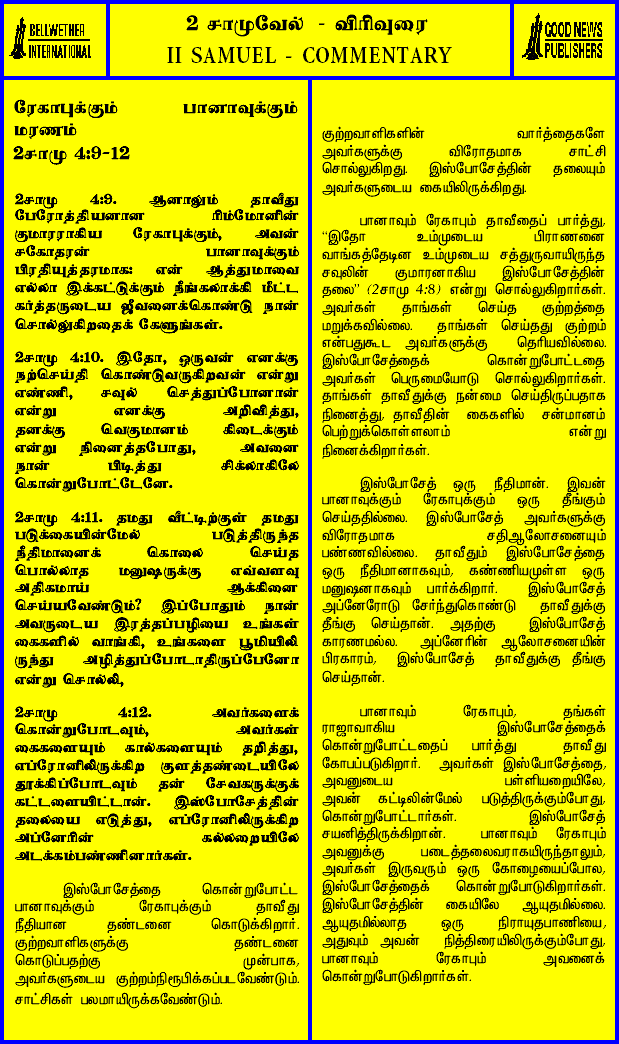 BELLWETHER
INTERNATIONAL
2 சாமுவேல் - விரிவுரை
II SAMUEL - COMMENTARY
GOOD NEWS
PUBLISHERS
ரேகாபுக்கும் பானாவுக்கும்
மரணம்
2சாமு 4:9-12
2சாமு 4:9. ஆனாலும் தாவீது
பேரோத்தியனான ரிம்மோனின்
குமாரராகிய ரேகாபுக்கும், அவன்
சகோதரன் பானாவுக்கும்
பிரதியுத்தரமாக: என் ஆத்துமாவை
எல்லா இக்கட்டுக்கும் நீங்கலாக்கி மீட்ட
கர்த்தருடைய ஜீவனைக்கொண்டு நான்
சொல்லுகிறதைக் கேளுங்கள்.
2சாமு 4:10. இதோ, ஒருவன் எனக்கு
நற்செய்தி கொண்டுவருகிறவன் என்று
எண்ணி, சவுல் செத்துப்போனான்
என்று எனக்கு அறிவித்து,
தனக்கு வெகுமானம் கிடைக்கும்
என்று நினைத்தபோது, அவனை
நான் பிடித்து சிக்லாகிலே
கொன்றுபோட்டேனே.
2சாமு 4:11. தமது வீட்டிற்குள் தமது
படுக்கையின்மேல் படுத்திருந்த
நீதிமானைக் கொலை செய்த
பொல்லாத மனுஷருக்கு எவ்வளவு
அதிகமாய் ஆக்கினை
செய்யவேண்டும்? இப்போதும் நான்
அவருடைய இரத்தப்பழியை உங்கள்
கைகளில் வாங்கி, உங்களை பூமியிலி
ருந்து அழித்துப்போடாதிருப்பேனோ
என்று சொல்லி,
2சாமு 4:12. அவர்களைக்
கொன்றுபோடவும், அவர்கள்
கைகளையும் கால்களையும் தறித்து,
எப்ரோனிலிருக்கிற குளத்தண்டையிலே
தூக்கிப்போடவும் தன் சேவகருக்குக்
கட்டளையிட்டான். இஸ்போசேத்தின்
தலையை எடுத்து, எப்ரோனிலிருக்கிற
அப்னேரின் கல்லறையிலே
அடக்கம்பண்ணினார்கள்.
இஸ்போசேத்தை கொன்றுபோட்ட
பானாவுக்கும் ரேகாபுக்கும் தாவீது
நீதியான தண்டனை கொடுக்கிறார்.
குற்றவாளிகளுக்கு தண்டனை
கொடுப்பதற்கு முன்பாக,
அவர்களுடைய குற்றம்நிரூபிக்கப்படவேண்டும்.
சாட்சிகள் பலமாயிருக்கவேண்டும்.
குற்றவாளிகளின் வார்த்தைகளே
அவர்களுக்கு விரோதமாக சாட்சி
சொல்லுகிறது. இஸ்போசேத்தின் தலையும்
அவர்களுடைய கையிலிருக்கிறது.
பானாவும் ரேகாபும் தாவீதைப் பார்த்து,
“இதோ உம்முடைய பிராணனை
வாங்கத்தேடின உம்முடைய சத்துருவாயிருந்த
சவுலின் குமாரனாகிய இஸ்போசேத்தின்
தலை” (2சாமு 4:8) என்று சொல்லுகிறார்கள்.
அவர்கள் தாங்கள் செய்த குற்றத்தை
மறுக்கவில்லை. தாங்கள் செய்தது குற்றம்
என்பதுகூட அவர்களுக்கு தெரியவில்லை.
இஸ்போசேத்தைக் கொன்றுபோட்டதை
அவர்கள் பெருமையோடு சொல்லுகிறார்கள்.
தாங்கள் தாவீதுக்கு நன்மை செய்திருப்பதாக
நினைத்து, தாவீதின் கைகளில் சன்மானம்
பெற்றுக்கொள்ளலாம் என்று
நினைக்கிறார்கள்.
இஸ்போசேத் ஒரு நீதிமான். இவன்
பானாவுக்கும் ரேகாபுக்கும் ஒரு தீங்கும்
செய்ததில்லை. இஸ்போசேத் அவர்களுக்கு
விரோதமாக சதிஆலோசனையும்
பண்ணவில்லை. தாவீதும் இஸ்போசேத்தை
ஒரு நீதிமானாகவும், கண்ணியமுள்ள ஒரு
மனுஷனாகவும் பார்க்கிறார். இஸ்போசேத்
அப்னேரோடு சேர்ந்துகொண்டு தாவீதுக்கு
தீங்கு செய்தான். அதற்கு இஸ்போசேத்
காரணமல்ல. அப்னேரின் ஆலோசனையின்
பிரகாரம், இஸ்போசேத் தாவீதுக்கு தீங்கு
செய்தான்.
பானாவும் ரேகாபும், தங்கள்
ராஜாவாகிய இஸ்போசேத்தைக்
கொன்றுபோட்டதைப் பார்த்து தாவீது
கோபப்படுகிறார். அவர்கள் இஸ்போசேத்தை,
அவனுடைய பள்ளியறையிலே,
அவன் கட்டிலின்மேல் படுத்திருக்கும்போது,
கொன்றுபோட்டார்கள். இஸ்போசேத்
சயனித்திருக்கிறான். பானாவும் ரேகாபும்
அவனுக்கு படைத்தலைவராகயிருந்தாலும்,
அவர்கள் இருவரும் ஒரு கோழையைப்போல,
இஸ்போசேத்தைக் கொன்றுபோடுகிறார்கள்.
இஸ்போசேத்தின் கையிலே ஆயுதமில்லை.
ஆயுதமில்லாத ஒரு நிராயுதபாணியை,
அதுவும் அவன் நித்திரையிலிருக்கும்போது,
பானாவும் ரேகாபும் அவனைக்
கொன்றுபோடுகிறார்கள்.